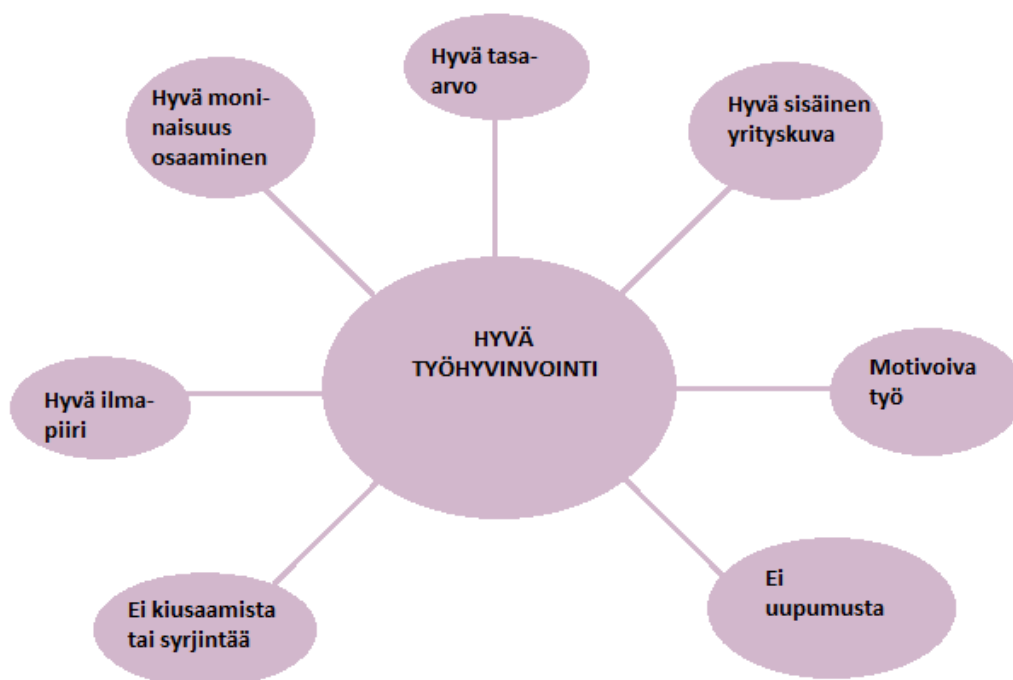 Hyvä tasa-
arvo
Hyvä moni-
naisuus
osaaminen
Hyvä sisäinen
yrityskuva
HYVÄ
TYÖHYVINVOINTI
Hyvä ilma-
piiri
Motivoiva
työ
Ei kiusaamista
tai syrjintää
Ei
uupumusta